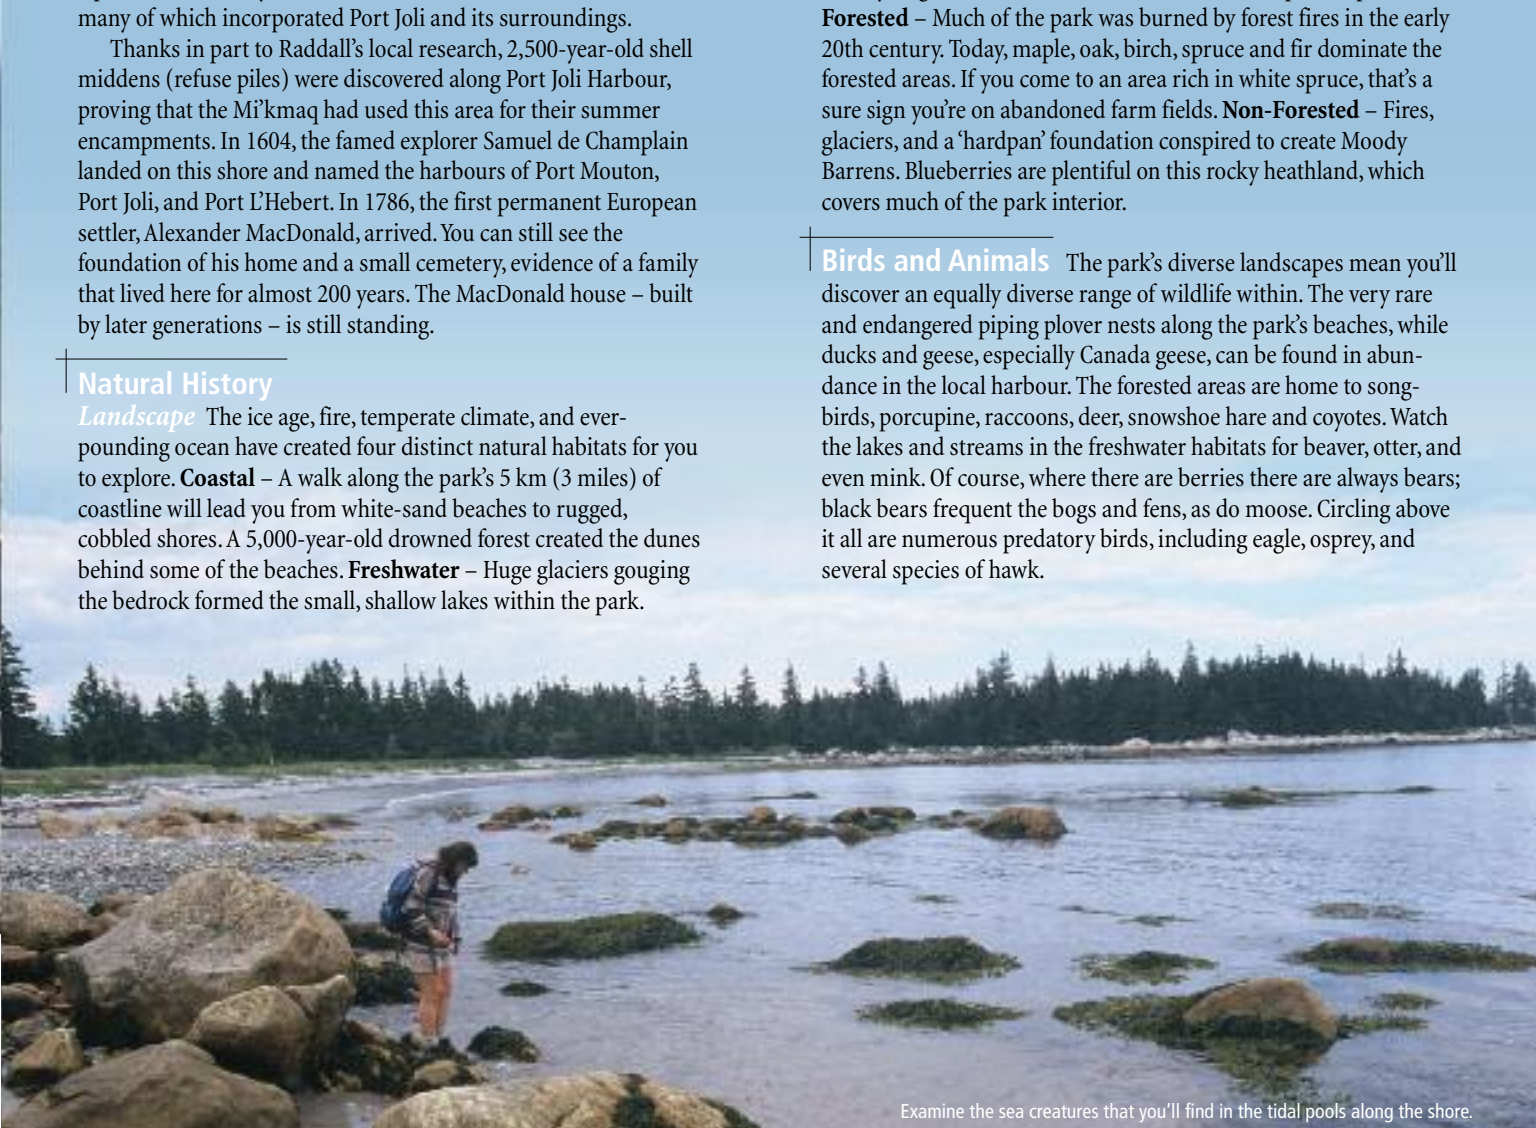 many of which incorporated Port Joli and its surroundings.
Thanks in part to Raddall's local research, 2,500-year-old shell
middens (refuse piles) were discovered along Port Joli Harbour,
proving that the Mi'kmaq had used this area for their summer
encampments. In 1604, the famed explorer Samuel de Champlain
landed on this shore and named the harbours of Port Mouton,
Port Joli, and Port L'Hebert. In 1786, the first permanent European
settler, Alexander MacDonald, arrived. You can still see the
foundation of his home and a small cemetery, evidence of a family
that lived here for almost 200 years. The MacDonald house – built
by later generations – is still standing.
Natural History
Landscape The ice age, fire, temperate climate, and ever-
pounding ocean have created four distinct natural habitats for you
to explore. Coastal – A walk along the park's 5 km (3 miles) of
coastline will lead you from white-sand beaches to rugged,
cobbled shores. A 5,000-year-old drowned forest created the dunes
behind some of the beaches. Freshwater – Huge glaciers gouging
the bedrock formed the small, shallow lakes within the park.
Forested – Much of the park was burned by forest fires in the early
20th century. Today, maple, oak, birch, spruce and fir dominate the
forested areas. If you come to an area rich in white spruce, that's a
sure sign you're on abandoned farm fields. Non-Forested – Fires,
glaciers, and a 'hardpan' foundation conspired to create Moody
Barrens. Blueberries are plentiful on this rocky heathland, which
covers much of the park interior.
Birds and Animals The park's diverse landscapes mean you'll
discover an equally diverse range of wildlife within. The very rare
and endangered piping plover nests along the park's beaches, while
ducks and geese, especially Canada geese, can be found in abun-
dance in the local harbour. The forested areas are home to song-
birds, porcupine, raccoons, deer, snowshoe hare and coyotes. Watch
the lakes and streams in the freshwater habitats for beaver, otter, and
even mink. Of course, where there are berries there are always bears;
black bears frequent the bogs and fens, as do moose. Circling above
it all are numerous predatory birds, including eagle, osprey, and
several species of hawk.
Examine the sea creatures that you'll find in the tidal pools along the shore.